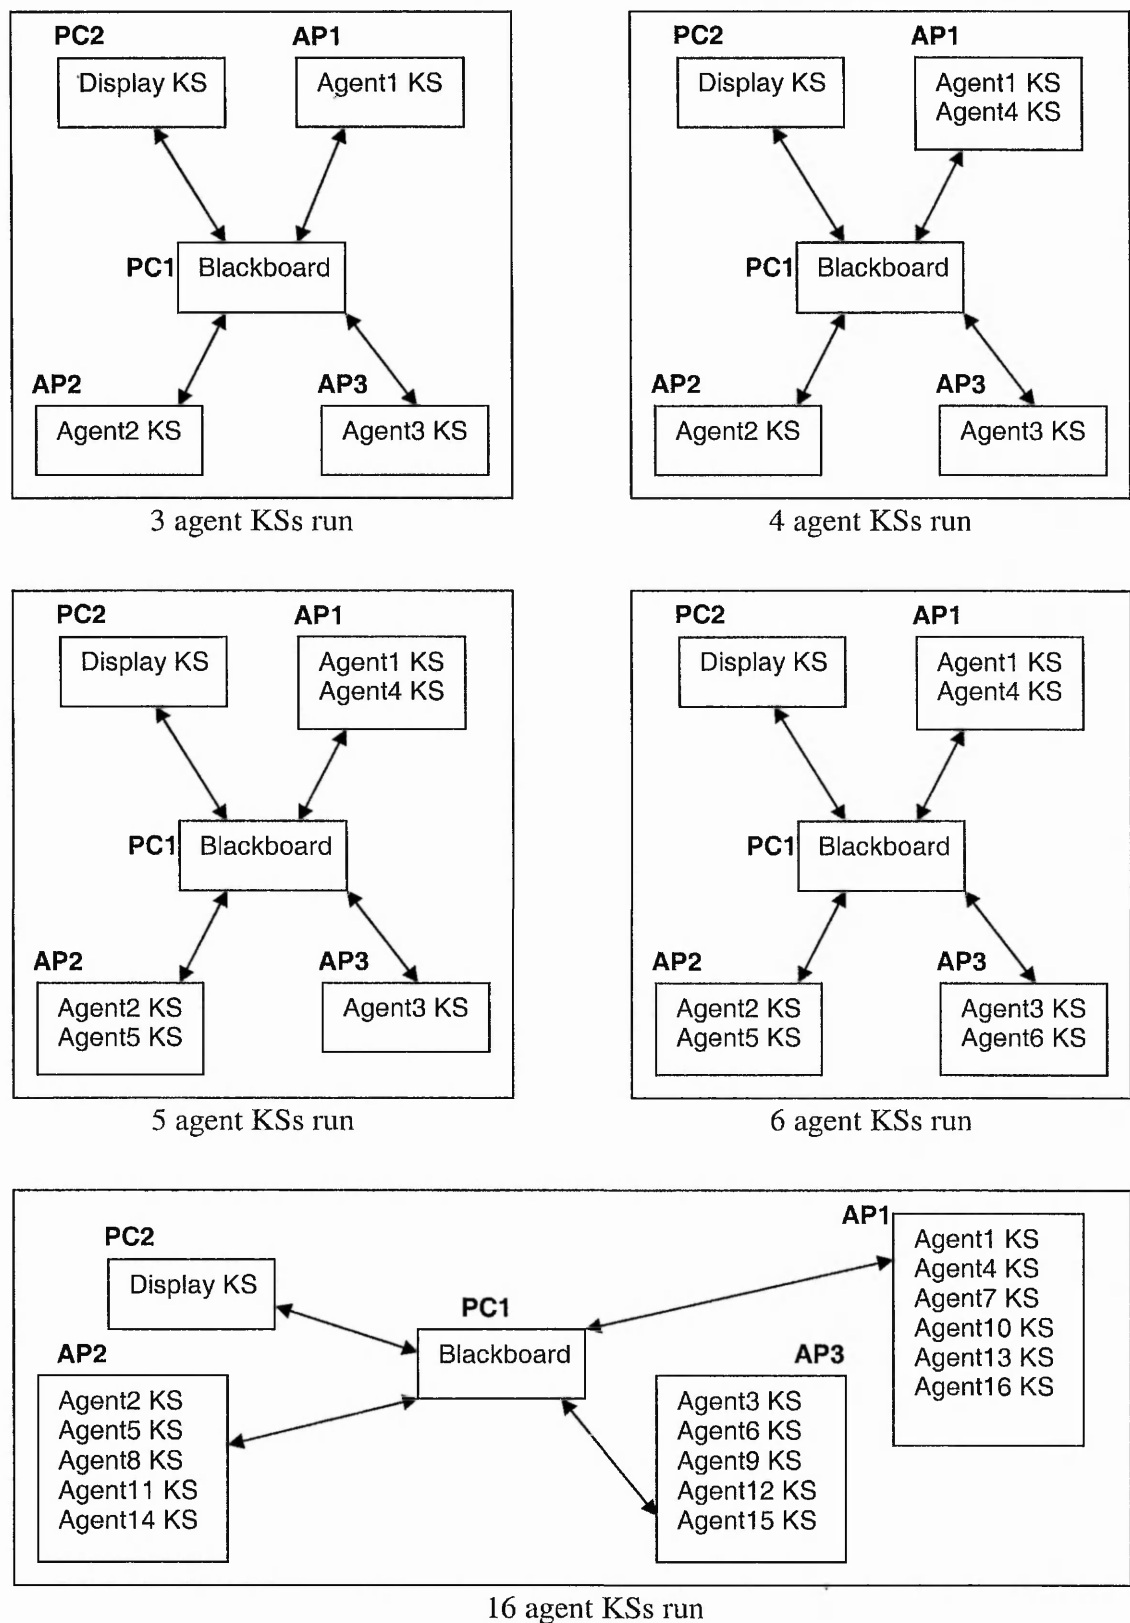 PC2
AP1
Display KS
Agent1 KS
PC1
Blackboard
AP2
AP3
Agent2 KS
Agent3 KS
3 agent KSs run
PC2
AP1
Display KS
Agent1 KS
Agent4 KS
PC1
Blackboard
AP2
AP3
Agent2 KS
Agent3 KS
4 agent KSs run
PC2
AP1
Display KS
Agent1 KS
Agent4 KS
PC1
Blackboard
AP2
AP3
Agent2 KS
Agent5 KS
Agent3 KS
5 agent KSs run
PC2
AP1
Display KS
Agent1 KS
Agent4 KS
PC1
Blackboard
AP2
AP3
Agent2 KS
Agent5 KS
Agent3 KS
Agent6 KS
6 agent KSs run
PC2
Display KS
PC1
Blackboard
AP1
Agent1 KS
Agent4 KS
Agent7 KS
Agent10 KS
Agent13 KS
Agent16 KS
AP2
Agent2 KS
Agent5 KS
Agent8 KS
Agent11 KS
Agent14 KS
AP3
Agent3 KS
Agent6 KS
Agent9 KS
Agent12 KS
Agent15 KS
16 agent KSs run